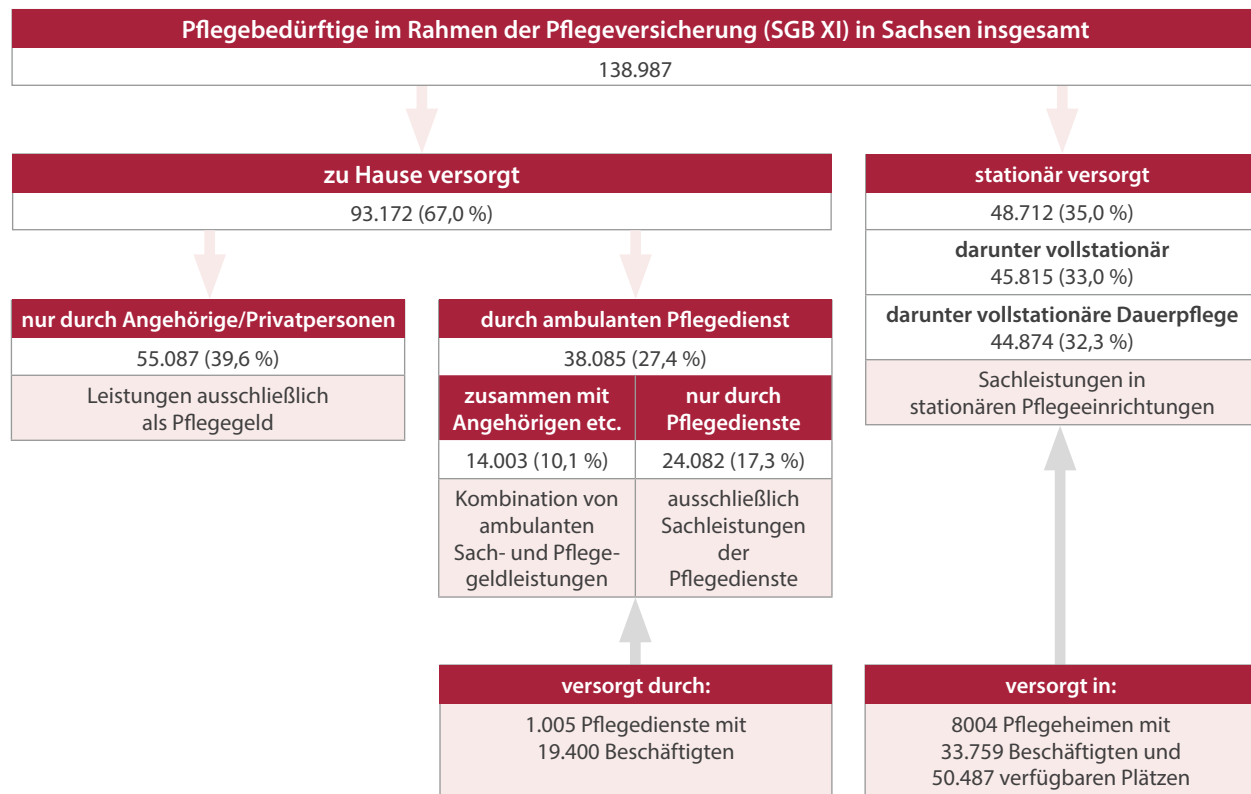 Pflegebedürftige im Rahmen der Pflegeversicherung (SGB XI) in Sachsen insgesamt
138.987
zu Hause versorgt
93.172 (67,0 %)
stationär versorgt
48.712 (35,0 %)
darunter vollstationär
45.815 (33,0 %)
darunter vollstationäre Dauerpflege
44.874 (32,3 %)
Sachleistungen in
stationären Pflegeeinrichtungen
nur durch Angehörige/Privatpersonen
55.087 (39,6 %)
Leistungen ausschließlich
als Pflegegeld
durch ambulanten Pflegedienst
38.085 (27,4 %)
zusammen mit
Angehörigen etc.
14.003 (10,1 %)
Kombination von
ambulanten
Sach- und Pflege-
geldleistungen
nur durch
Pflegedienste
24.082 (17,3 %)
ausschließlich
Sachleistungen
der
Pflegedienste
versorgt durch:
1.005 Pflegedienste mit
19.400 Beschäftigten
versorgt in:
8004 Pflegeheimen mit
33.759 Beschäftigten und
50.487 verfügbaren Plätzen